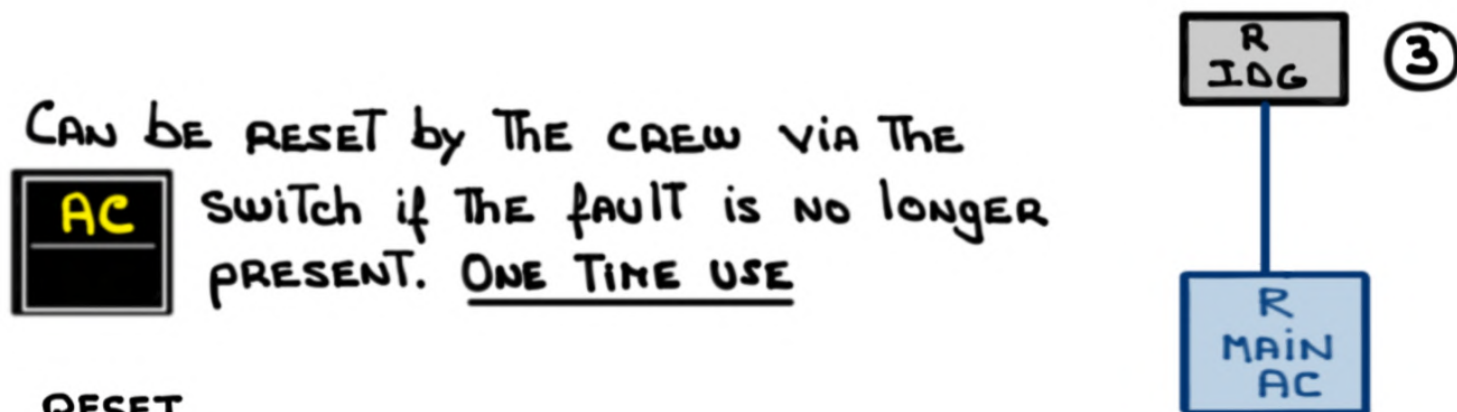 R
IDG
3
CAN bE RESET by ThE CREW ViA ThE
AC
SwiTch if ThE fAulT is NO loNgER
pRESENT. ONE TiME USE
R
MAiN
AC
RESET